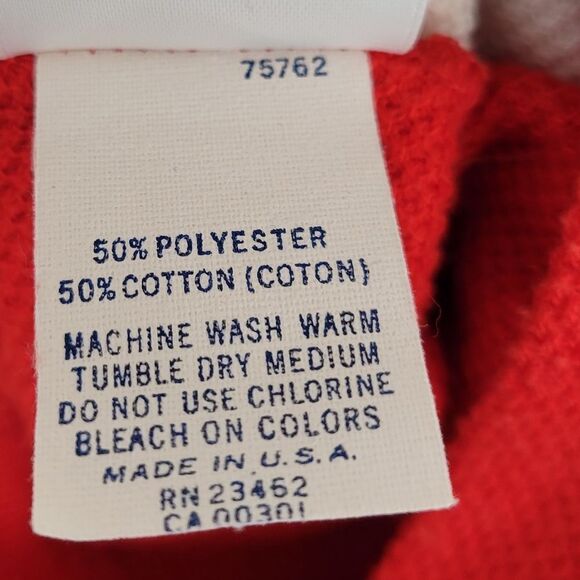 75762
50% POLYESTER
50% COTTON (COTON)
MACHINE WASH WARM
TUMBLE DRY MEDIUM
DO NOT USE CHLORINE
BLEACH ON COLORS
MADE IN U.S.A.
RN 23462
CA 00301